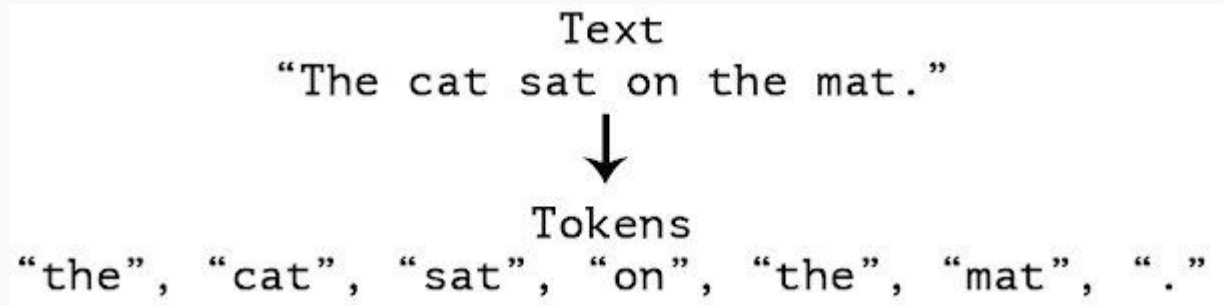 Text
“The cat sat on the mat.”
Tokens
“the”, “cat”, “sat”, “on”, “the”, “mat”, “.”